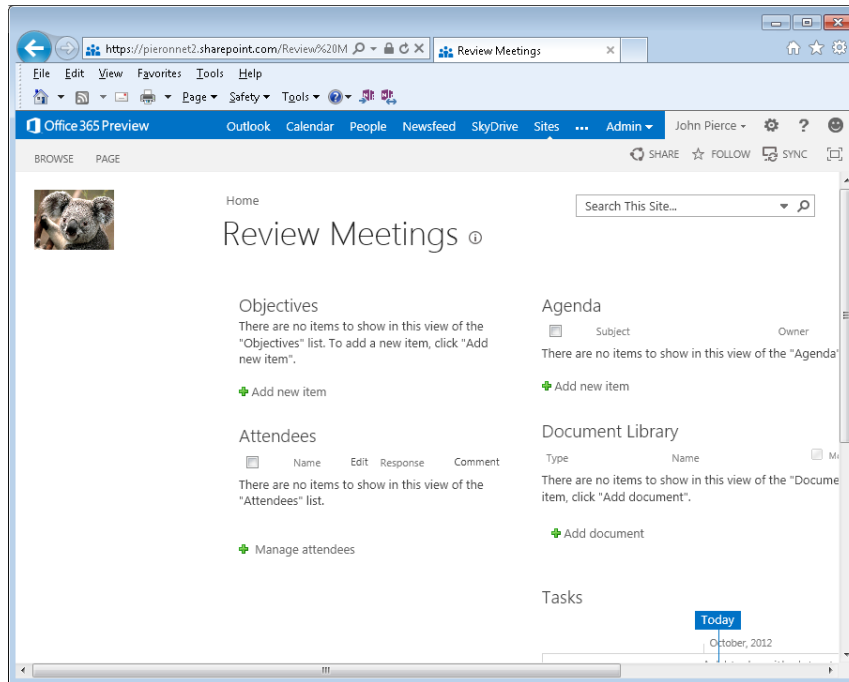 https://pieronnet2.sharepoint.com/Review%20M
Review Meetings
File Edit View Favorites Tools Help
Page Safety Tools
Office 365 Preview Outlook Calendar People Newsfeed SkyDrive Sites ... Admin John Pierce ?
BROWSE PAGE SHARE FOLLOW SYNC
Home
Search This Site...
Review Meetings
Objectives
There are no items to show in this view of the
"Objectives" list. To add a new item, click "Add
new item".
Add new item
Attendees
Name Edit Response Comment
There are no items to show in this view of the
"Attendees" list.
Manage attendees
Agenda
Subject Owner
There are no items to show in this view of the "Agenda"
Add new item
Document Library
Type Name
There are no items to show in this view of the "Docume
item, click "Add document".
Add document
Tasks
Today
October, 2012